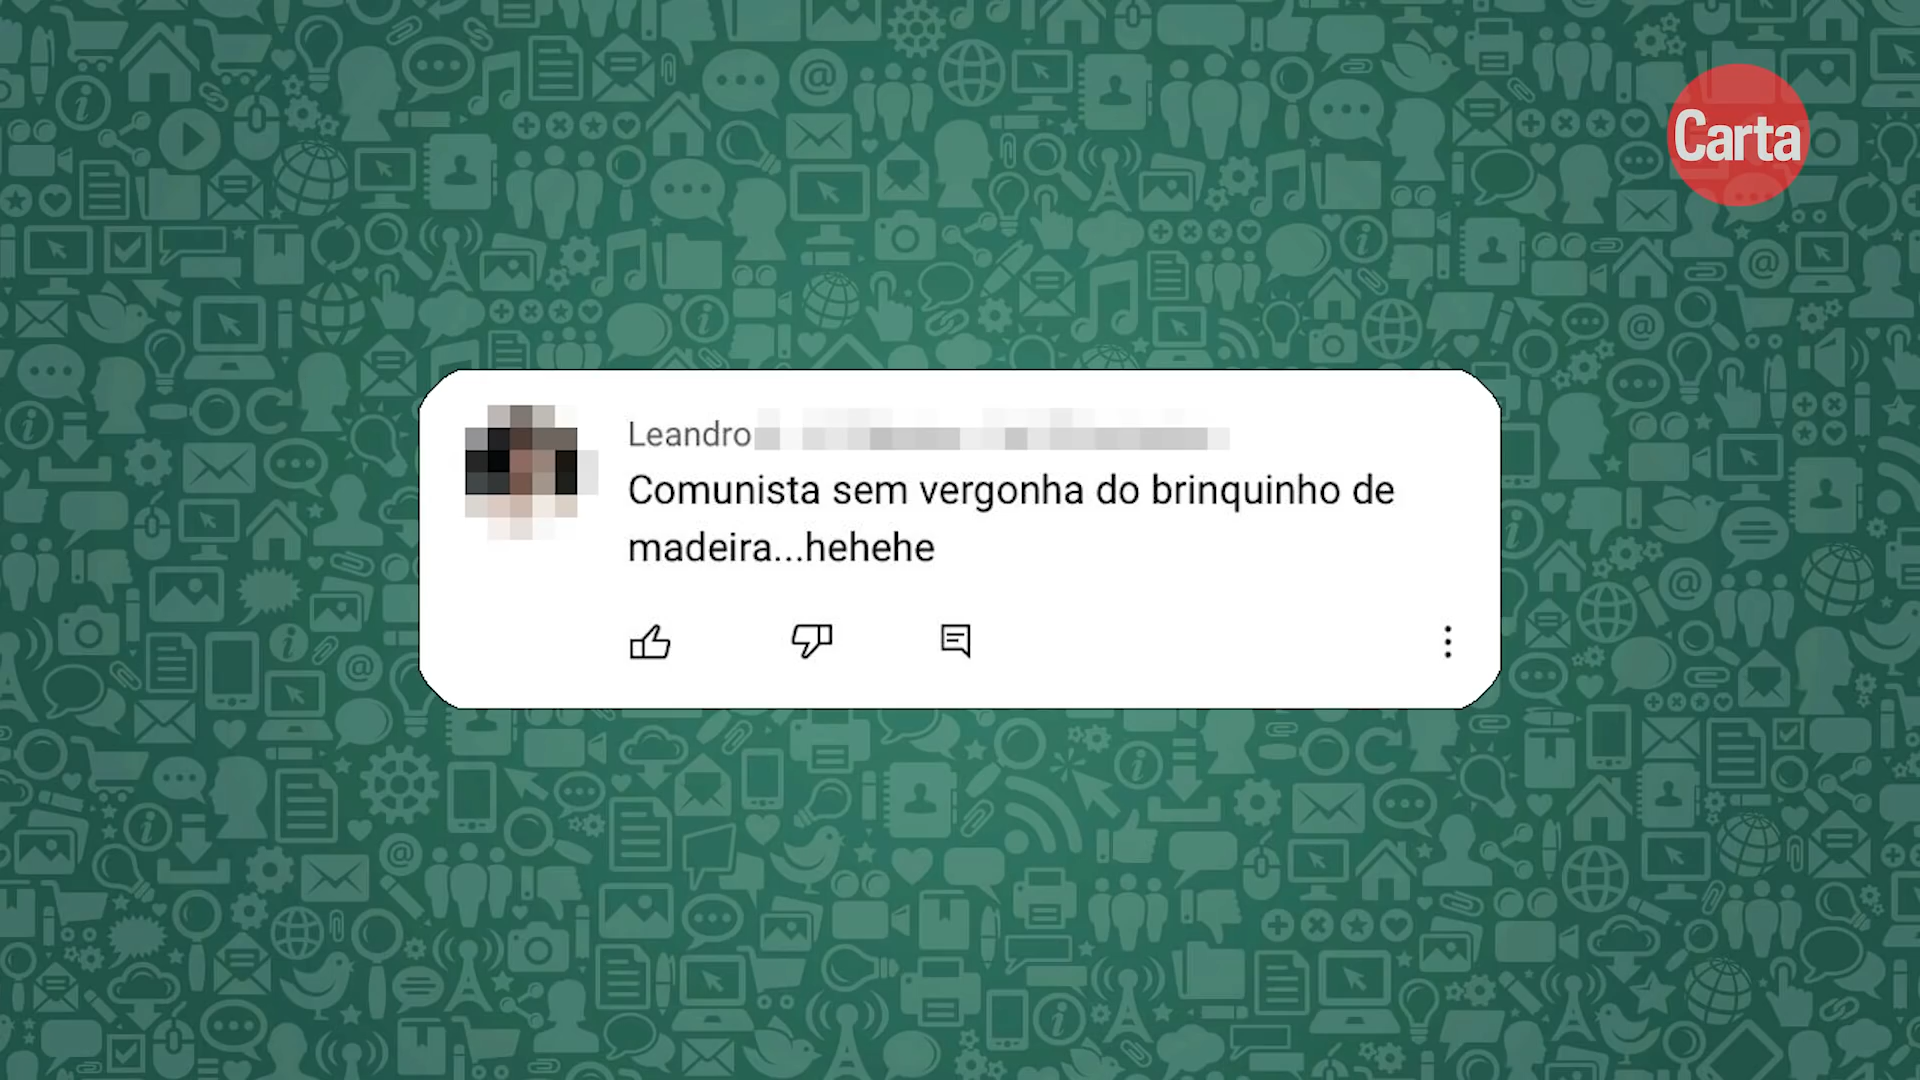 Carta
Leandro
Comunista sem vergonha do brinquinho de
madeira...hehehe